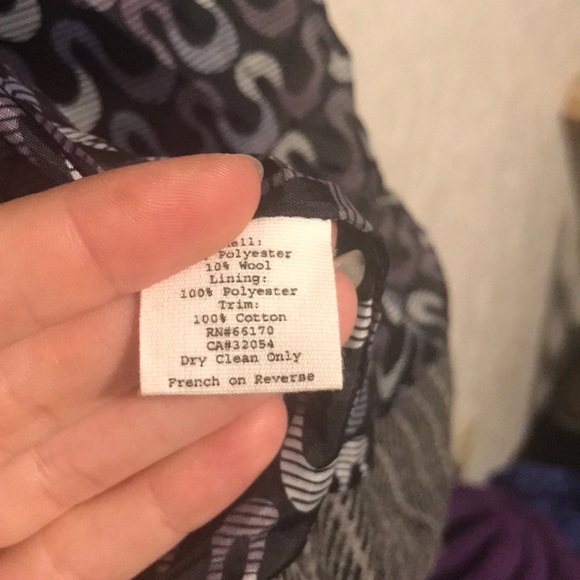 Polyester
10% Wool
Lining:
100% Polyester
Trim:
100% Cotton
RN#66170
CA#32054
Dry Clean Only
French on Reverse